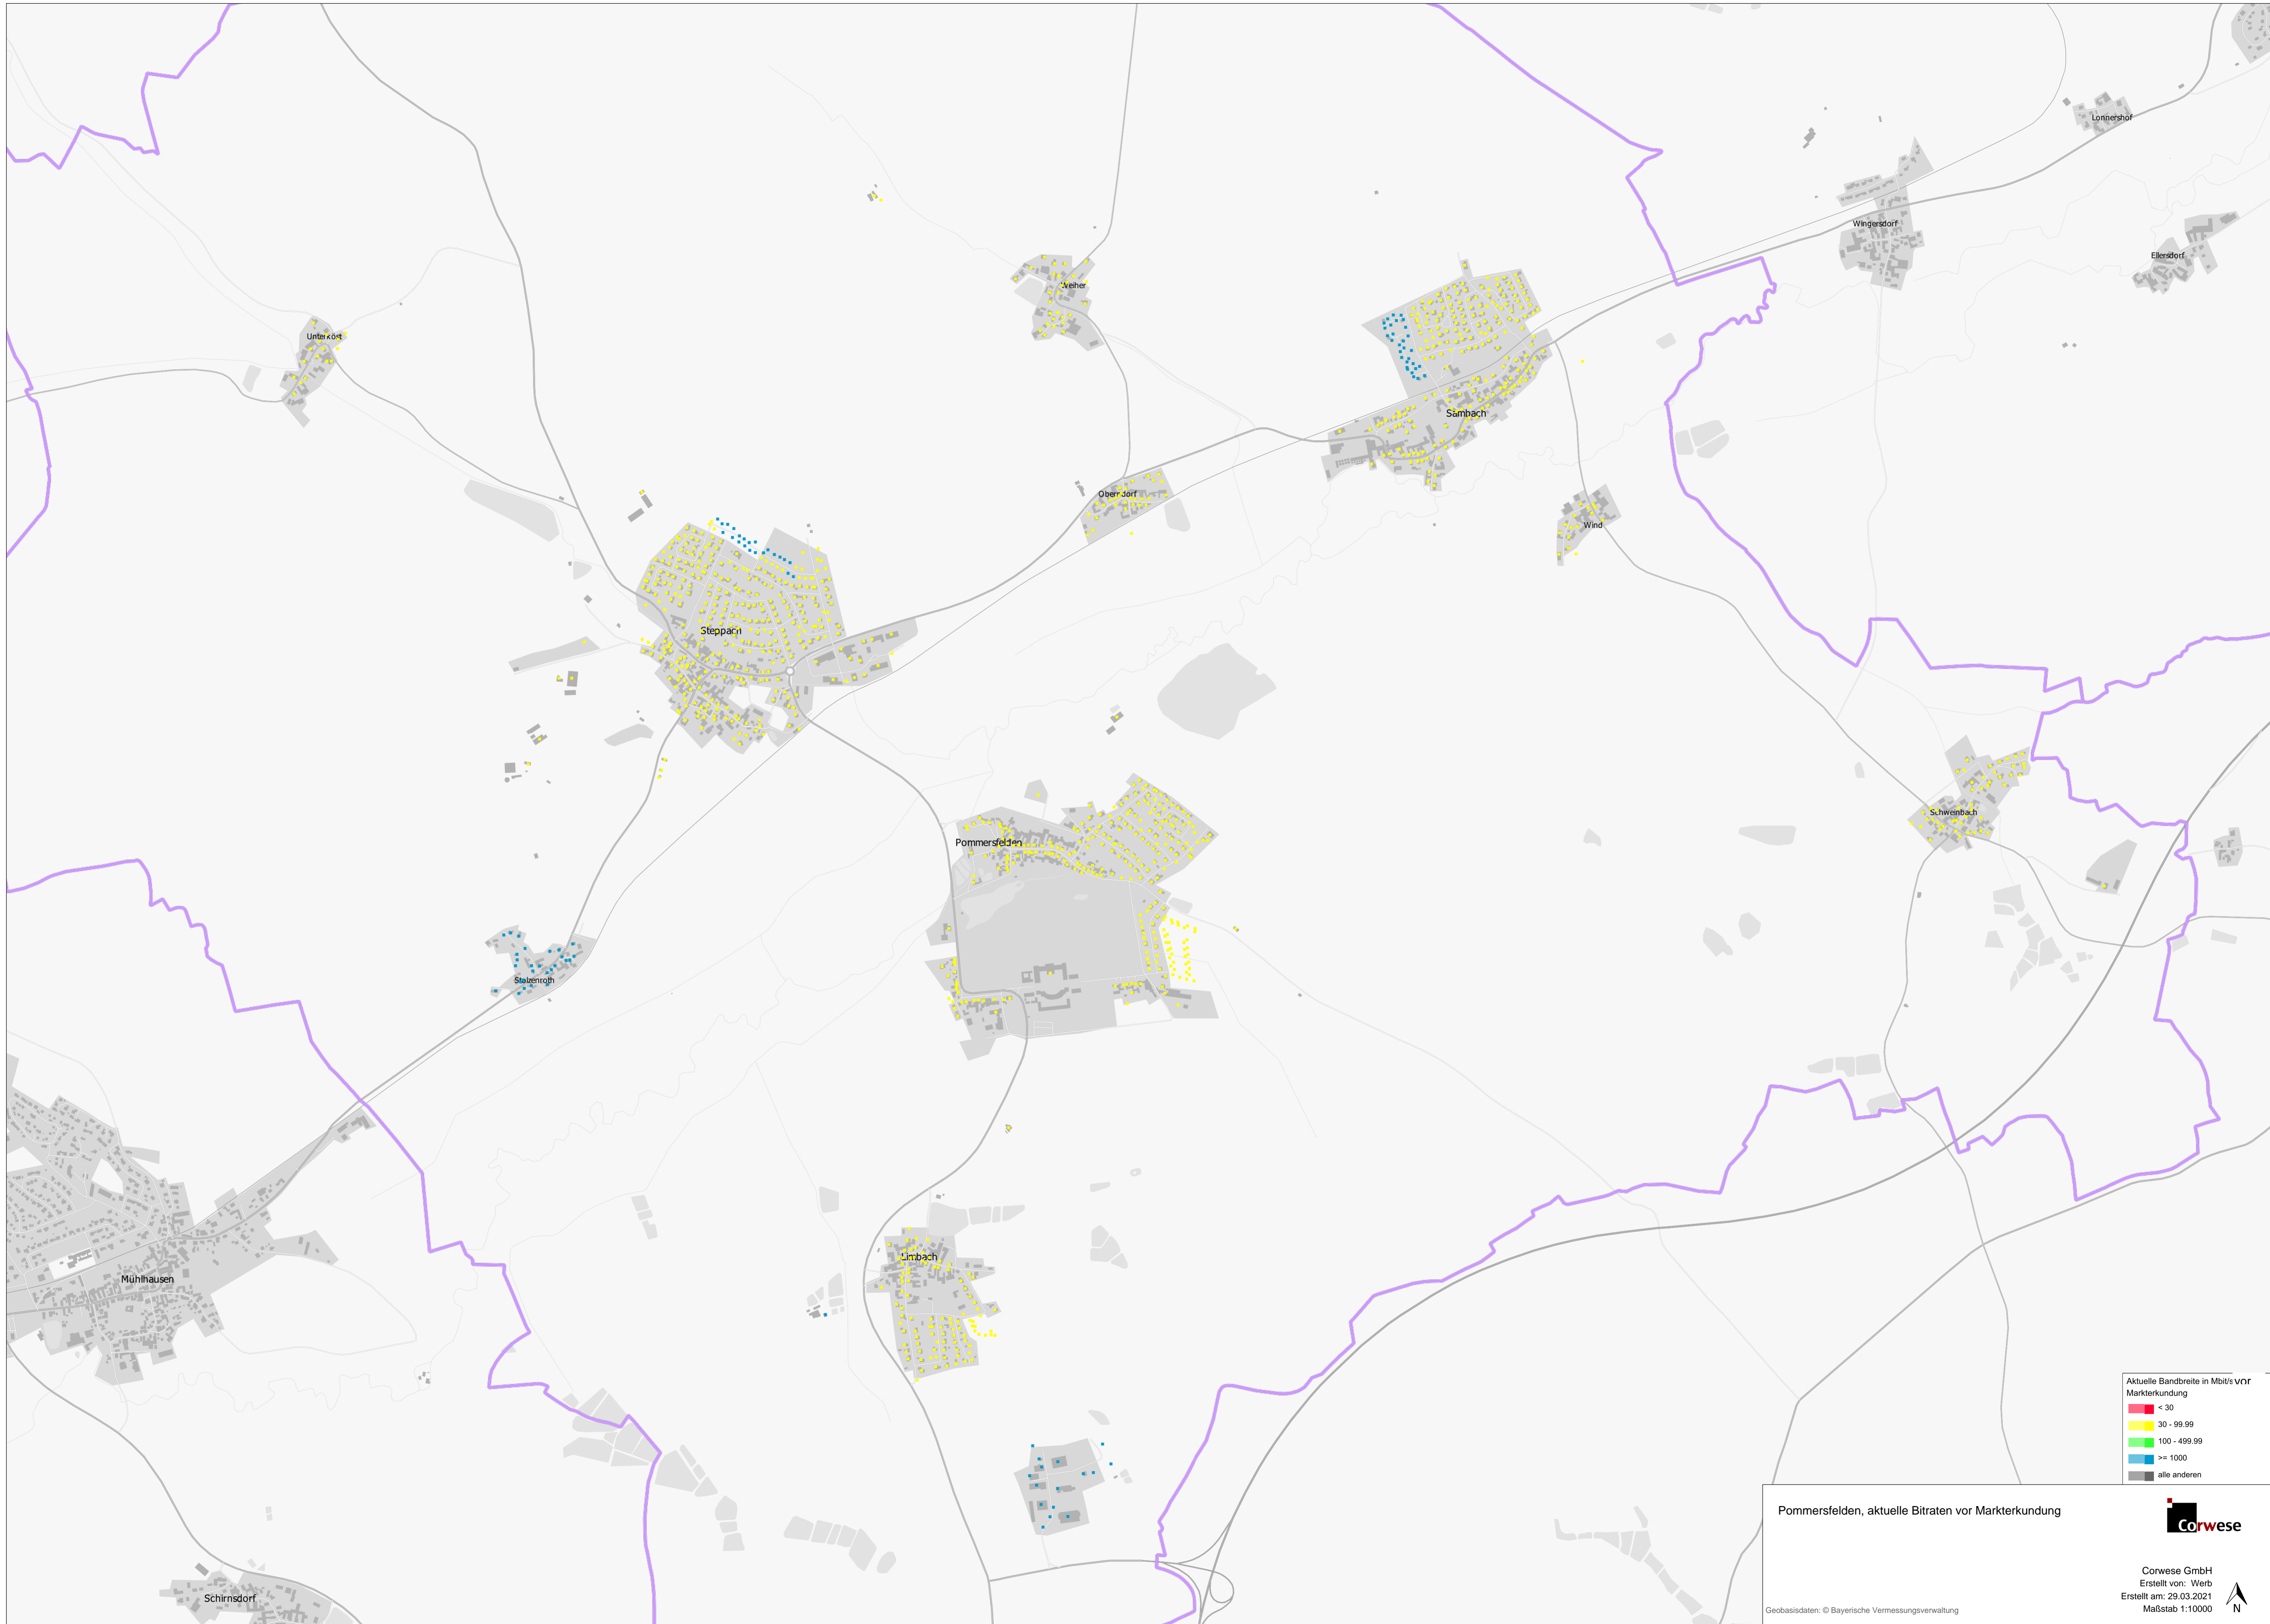 Lonnershof
Wingersdorf
Ellersdorf
Weiher
Unterköst
Sambach
Oberndorf
Wind
Steppach
Schweinbach
Pommersfelden
Stolzenroth
Limbach
Mühlhausen
Schirnsdorf
Aktuelle Bandbreite in Mbit/s vor
Markterkundung
< 30
30 - 99.99
100 - 499.99
>= 1000
alle anderen
Pommersfelden, aktuelle Bitraten vor Markterkundung
Corwese
Corwese GmbH
Erstellt von: Werb
Erstellt am: 29.03.2021
Maßstab 1:10000
N
Geobasisdaten: © Bayerische Vermessungsverwaltung